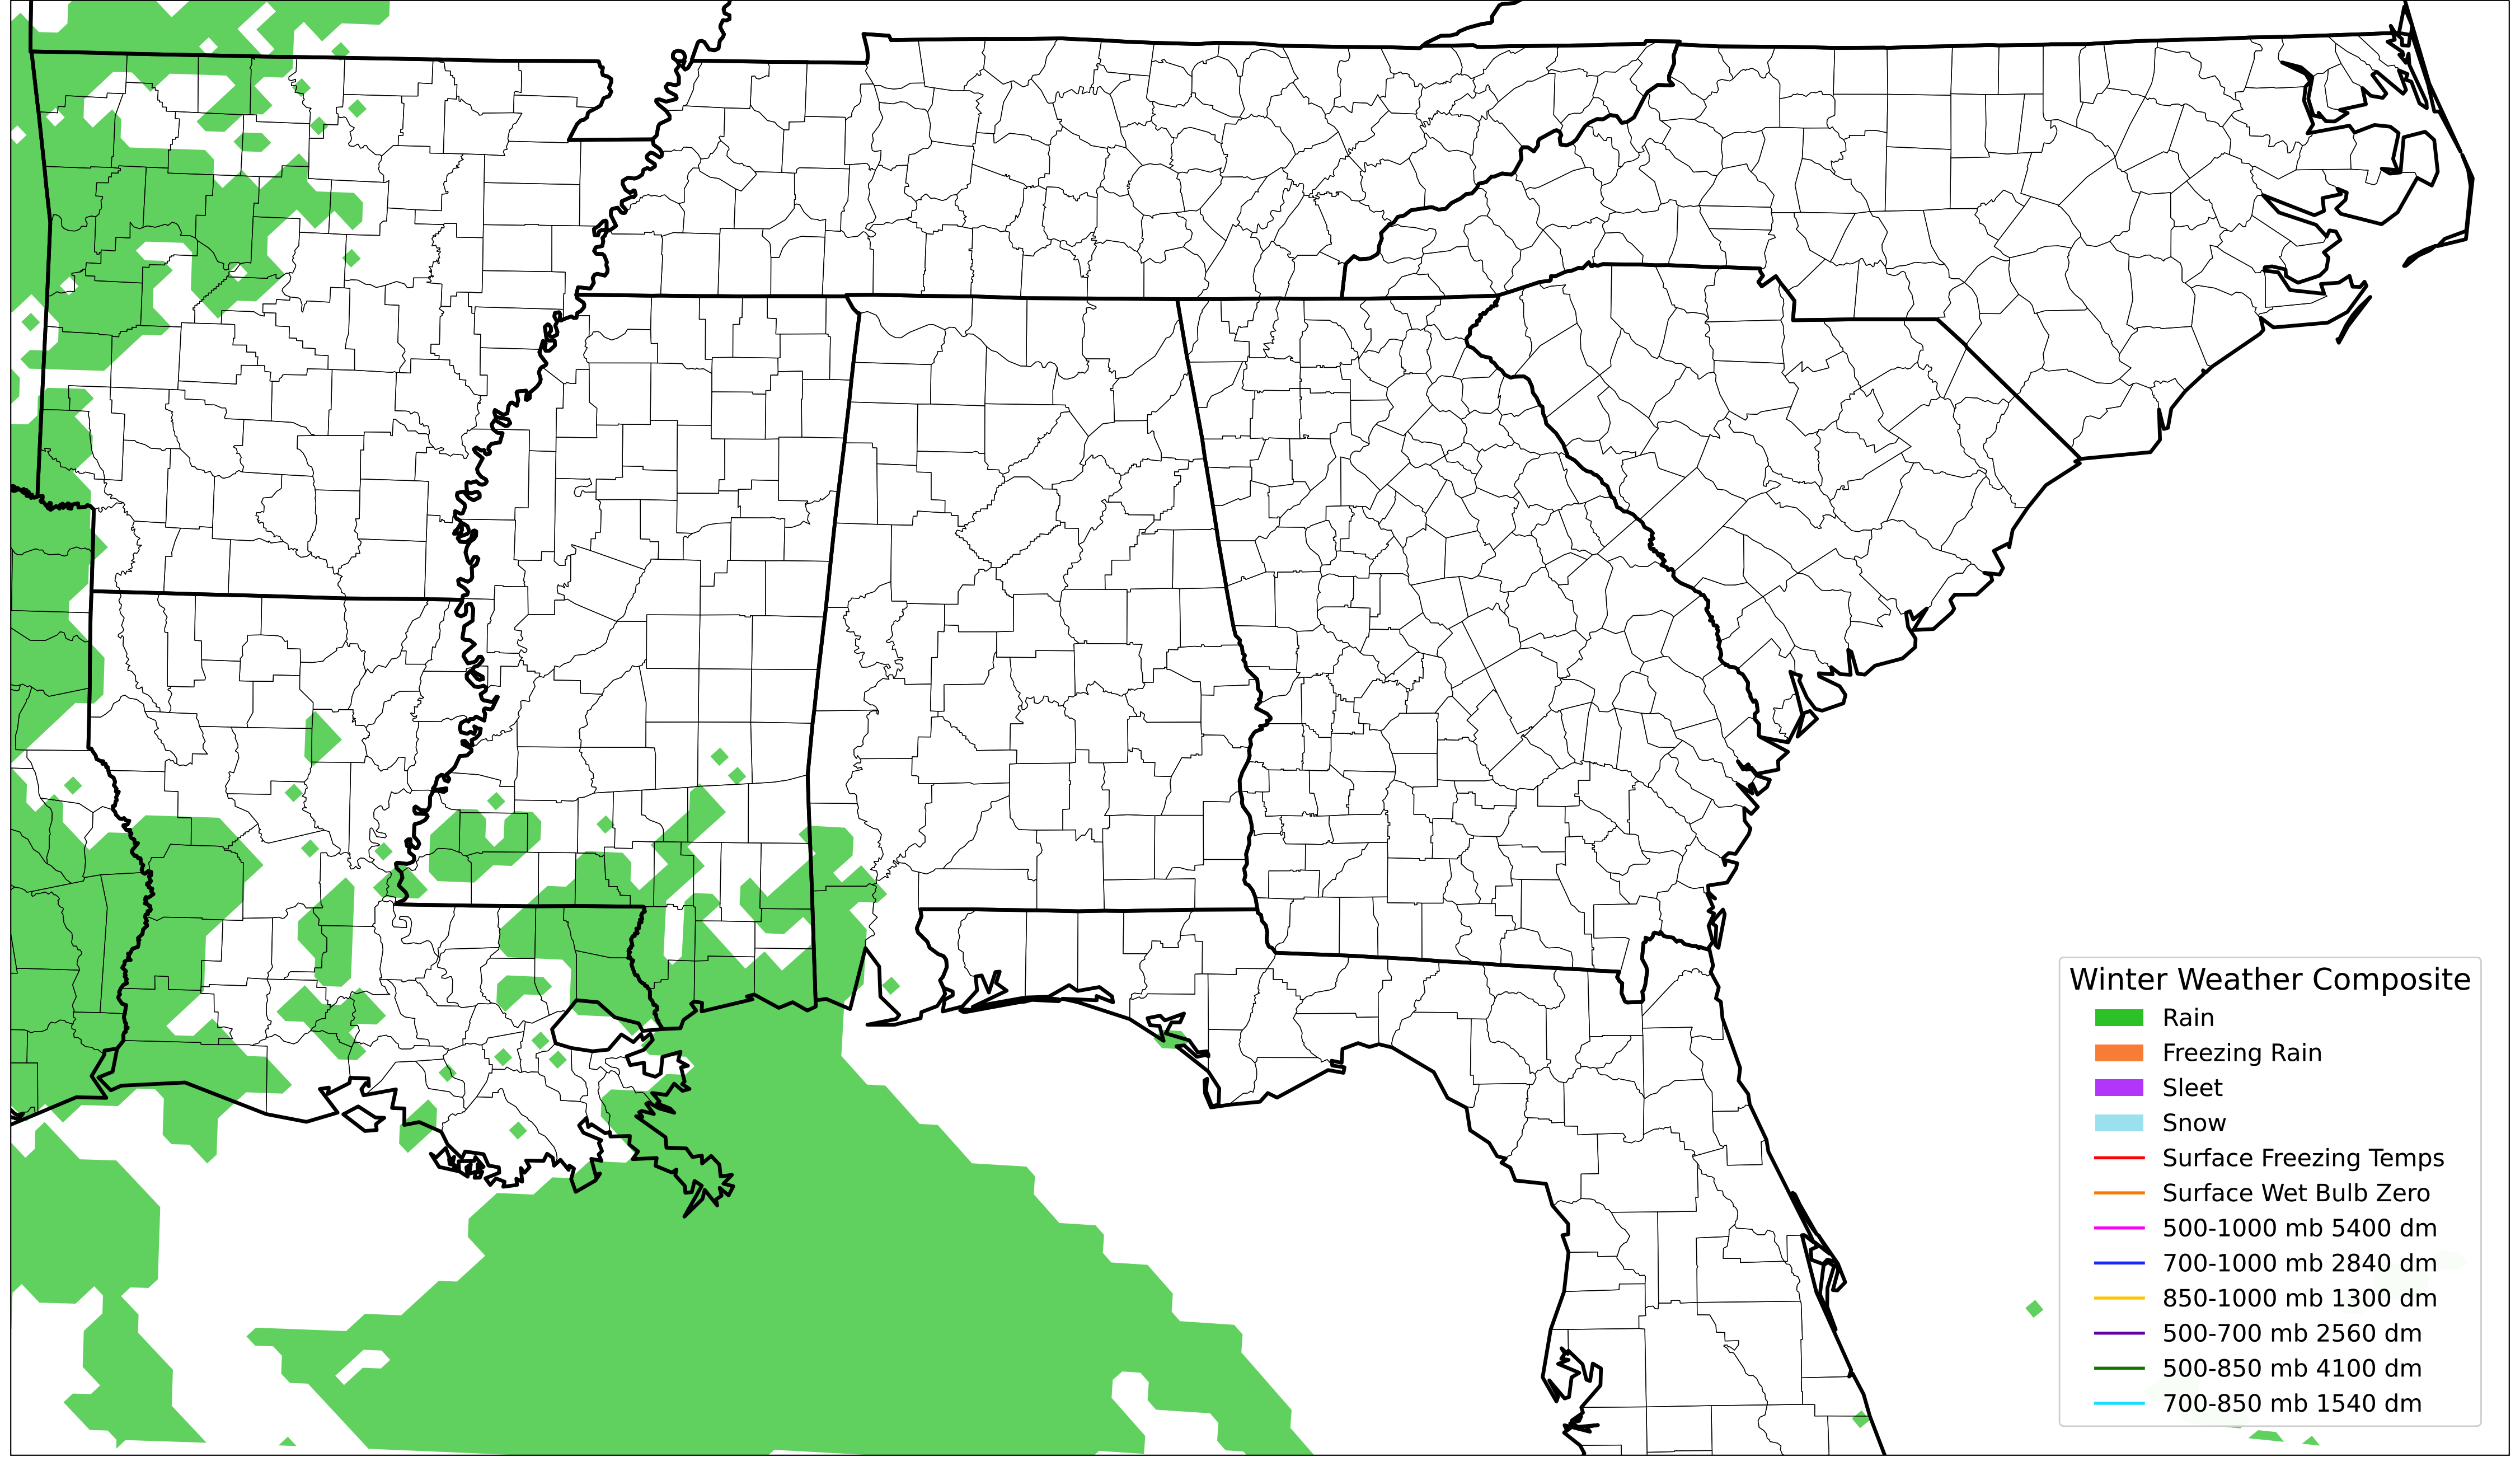 Winter Weather Composite
Rain
Freezing Rain
Sleet
Snow
Surface Freezing Temps
Surface Wet Bulb Zero
500-1000 mb 5400 dm
700-1000 mb 2840 dm
850-1000 mb 1300 dm
500-700 mb 2560 dm
500-850 mb 4100 dm
700-850 mb 1540 dm